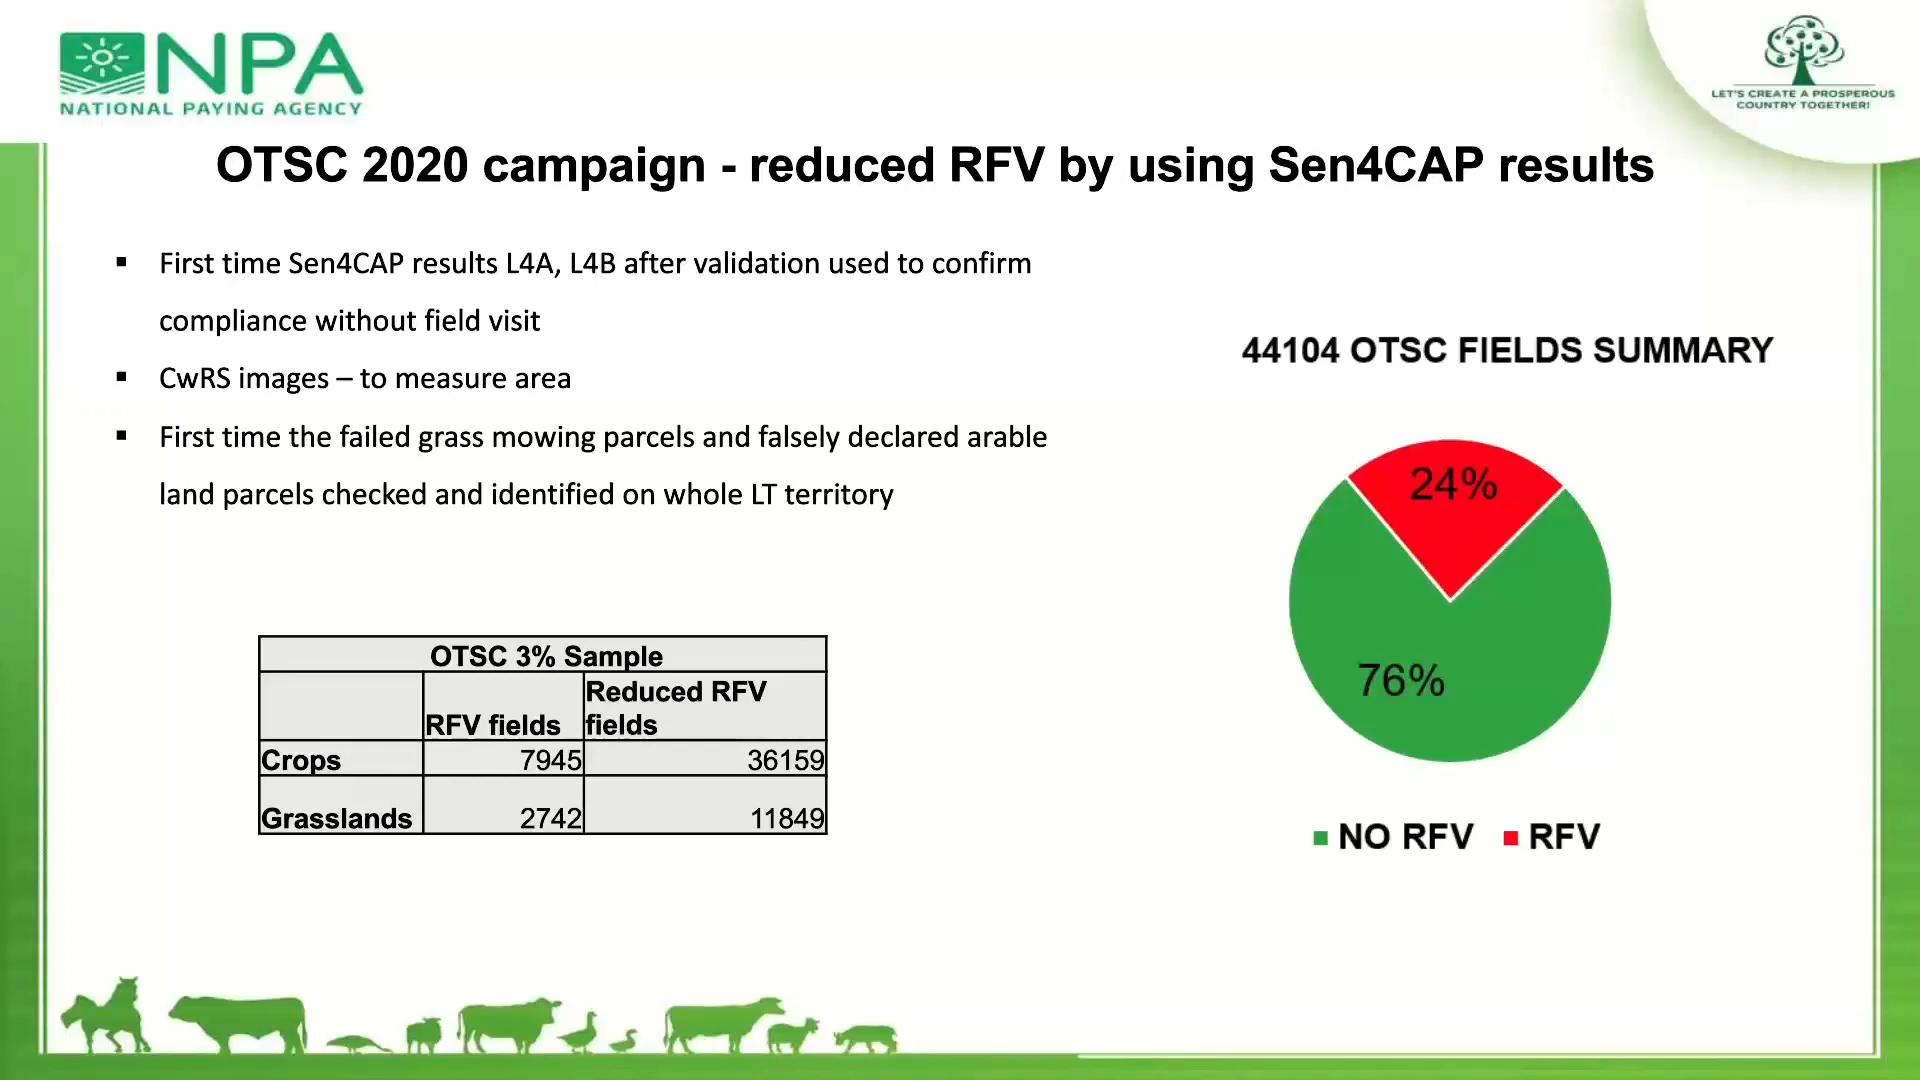 NPA
NATIONAL PAYING AGENCY
LET'S CREATE A PROSPEROUS
COUNTRY TOGETHER!
OTSC 2020 campaign - reduced RFV by using Sen4CAP results
▪ First time Sen4CAP results L4A, L4B after validation used to confirm
compliance without field visit
▪ CwRS images – to measure area
▪ First time the failed grass mowing parcels and falsely declared arable
land parcels checked and identified on whole LT territory
44104 OTSC FIELDS SUMMARY
24%
76%
NO RFV RFV
OTSC 3% Sample
RFV fields Reduced RFV
fields
Crops 7945 36159
Grasslands 2742 11849